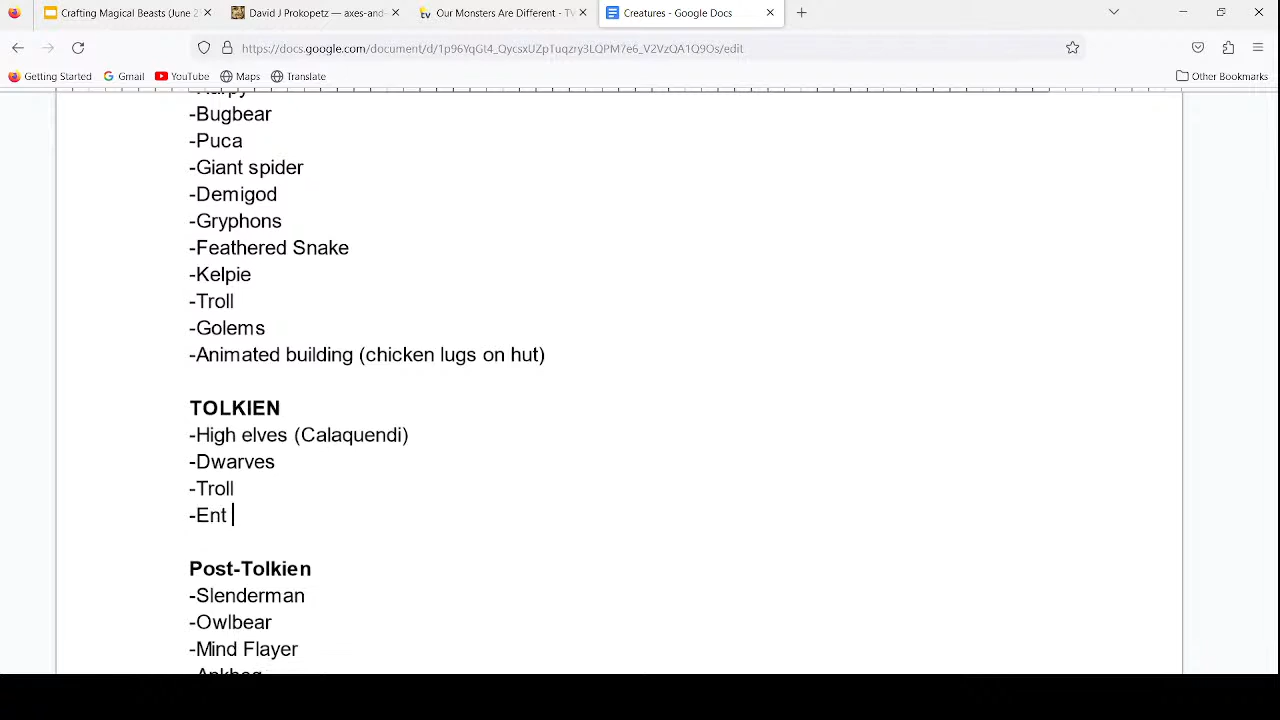 Crafting Magical Beasts (June 2
David J Prokopetz — axes-and-
tv Our Monsters Are Different - TV
Creatures - Google Docs
https://docs.google.com/document/d/1p96YqC4_QycsxUZpTuqzry3LQPM7e6_V2VzQA1Q9Os/edit
Getting Started Gmail YouTube Maps Translate Other Bookmarks
-Bugbear
-Puca
-Giant spider
-Demigod
-Gryphons
-Feathered Snake
-Kelpie
-Troll
-Golems
-Animated building (chicken lugs on hut)
TOLKIEN
-High elves (Calaquendi)
-Dwarves
-Troll
-Ent
Post-Tolkien
-Slenderman
-Owlbear
-Mind Flayer